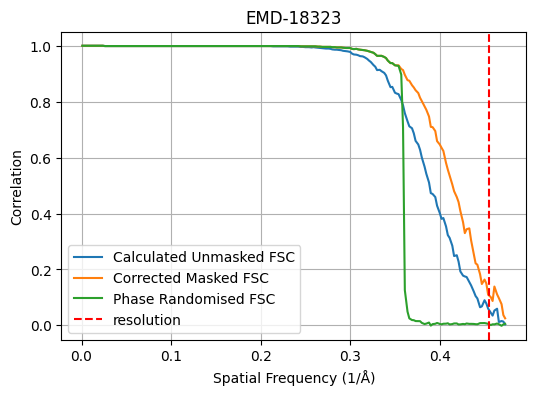 EMD-18323
1.0
0.8
0.6
0.4
0.2
0.0
Correlation
Calculated Unmasked FSC
Corrected Masked FSC
Phase Randomised FSC
resolution
0.0 0.1 0.2 0.3 0.4
Spatial Frequency (1/Å)